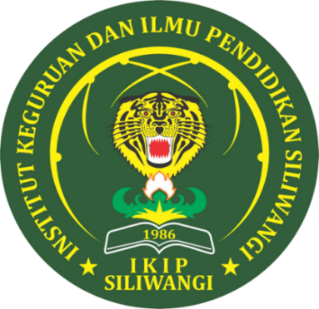 INSTITUT KEGURUAN DAN ILMU PENDIDIKAN SILIWANGI
1986
IKIP
SILIWANGI